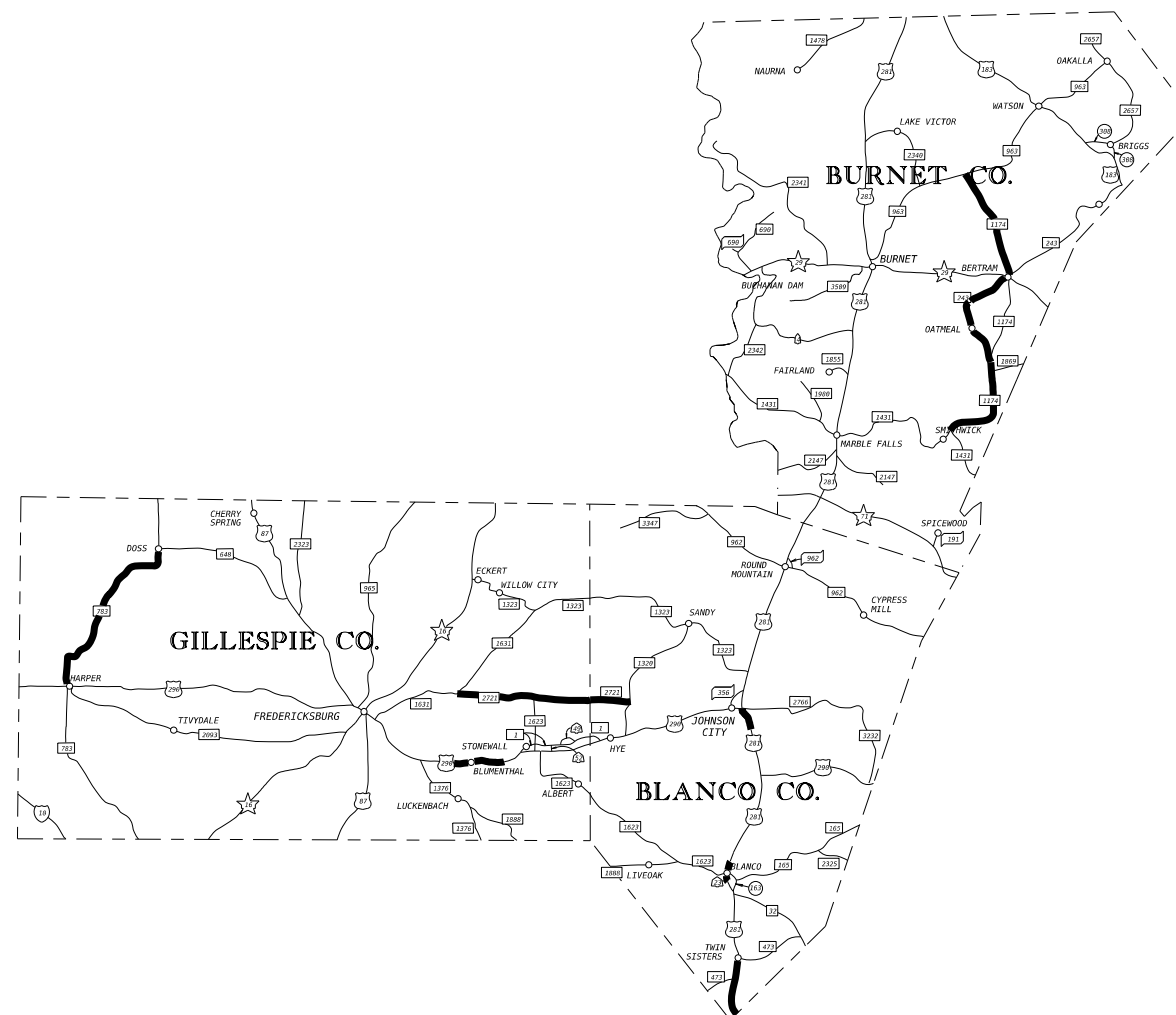 2657
1478
OAKALLA
NAURNA
281
183
963
WATSON
2657
LAKE VICTOR
308
BRIGGS
2340
963
308
183
BURNET CO.
2341
281
963
690
1174
690
243
29
BURNET
BERTRAM
29
BUCHANAN DAM
3509
281
243
1174
OATMEAL
2342
1855
1869
FAIRLAND
1980
1431
1174
1431
SMITHWICK
MARBLE FALLS
2147
1431
2147
281
CHERRY
SPRING
71
SPICEWOOD
87
3347
191
DOSS
648
2323
962
962
ROUND
MOUNTAIN
ECKERT
WILLOW CITY
965
962
CYPRESS
MILL
1323
1323
783
1323
SANDY
281
16
GILLESPIE CO.
1631
1323
1320
HARPER
290
2721
2721
356
1631
2766
FREDERICKSBURG
JOHNSON
CITY
TIVYDALE
2093
1623
1
49
1
290
3232
783
STONEWALL
HYE
281
290
BLUMENTHAL
290
1623
ALBERT
1376
BLANCO CO.
LUCKENBACH
16
87
10
1888
1376
1623
281
165
1623
165
2325
BLANCO
1888
LIVEOAK
23
163
32
281
473
TWIN
SISTERS
473